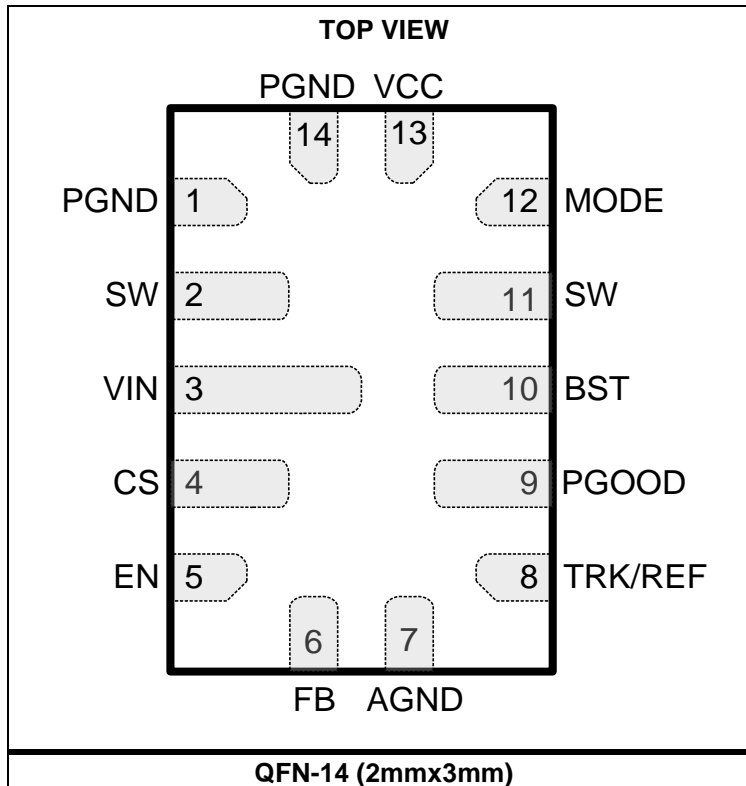 TOP VIEW
PGND VCC
14 13
PGND 1 12 MODE
SW 2 11 SW
VIN 3 10 BST
CS 4 9 PGOOD
EN 5 8 TRK/REF
6 7
FB AGND
QFN-14 (2mmx3mm)